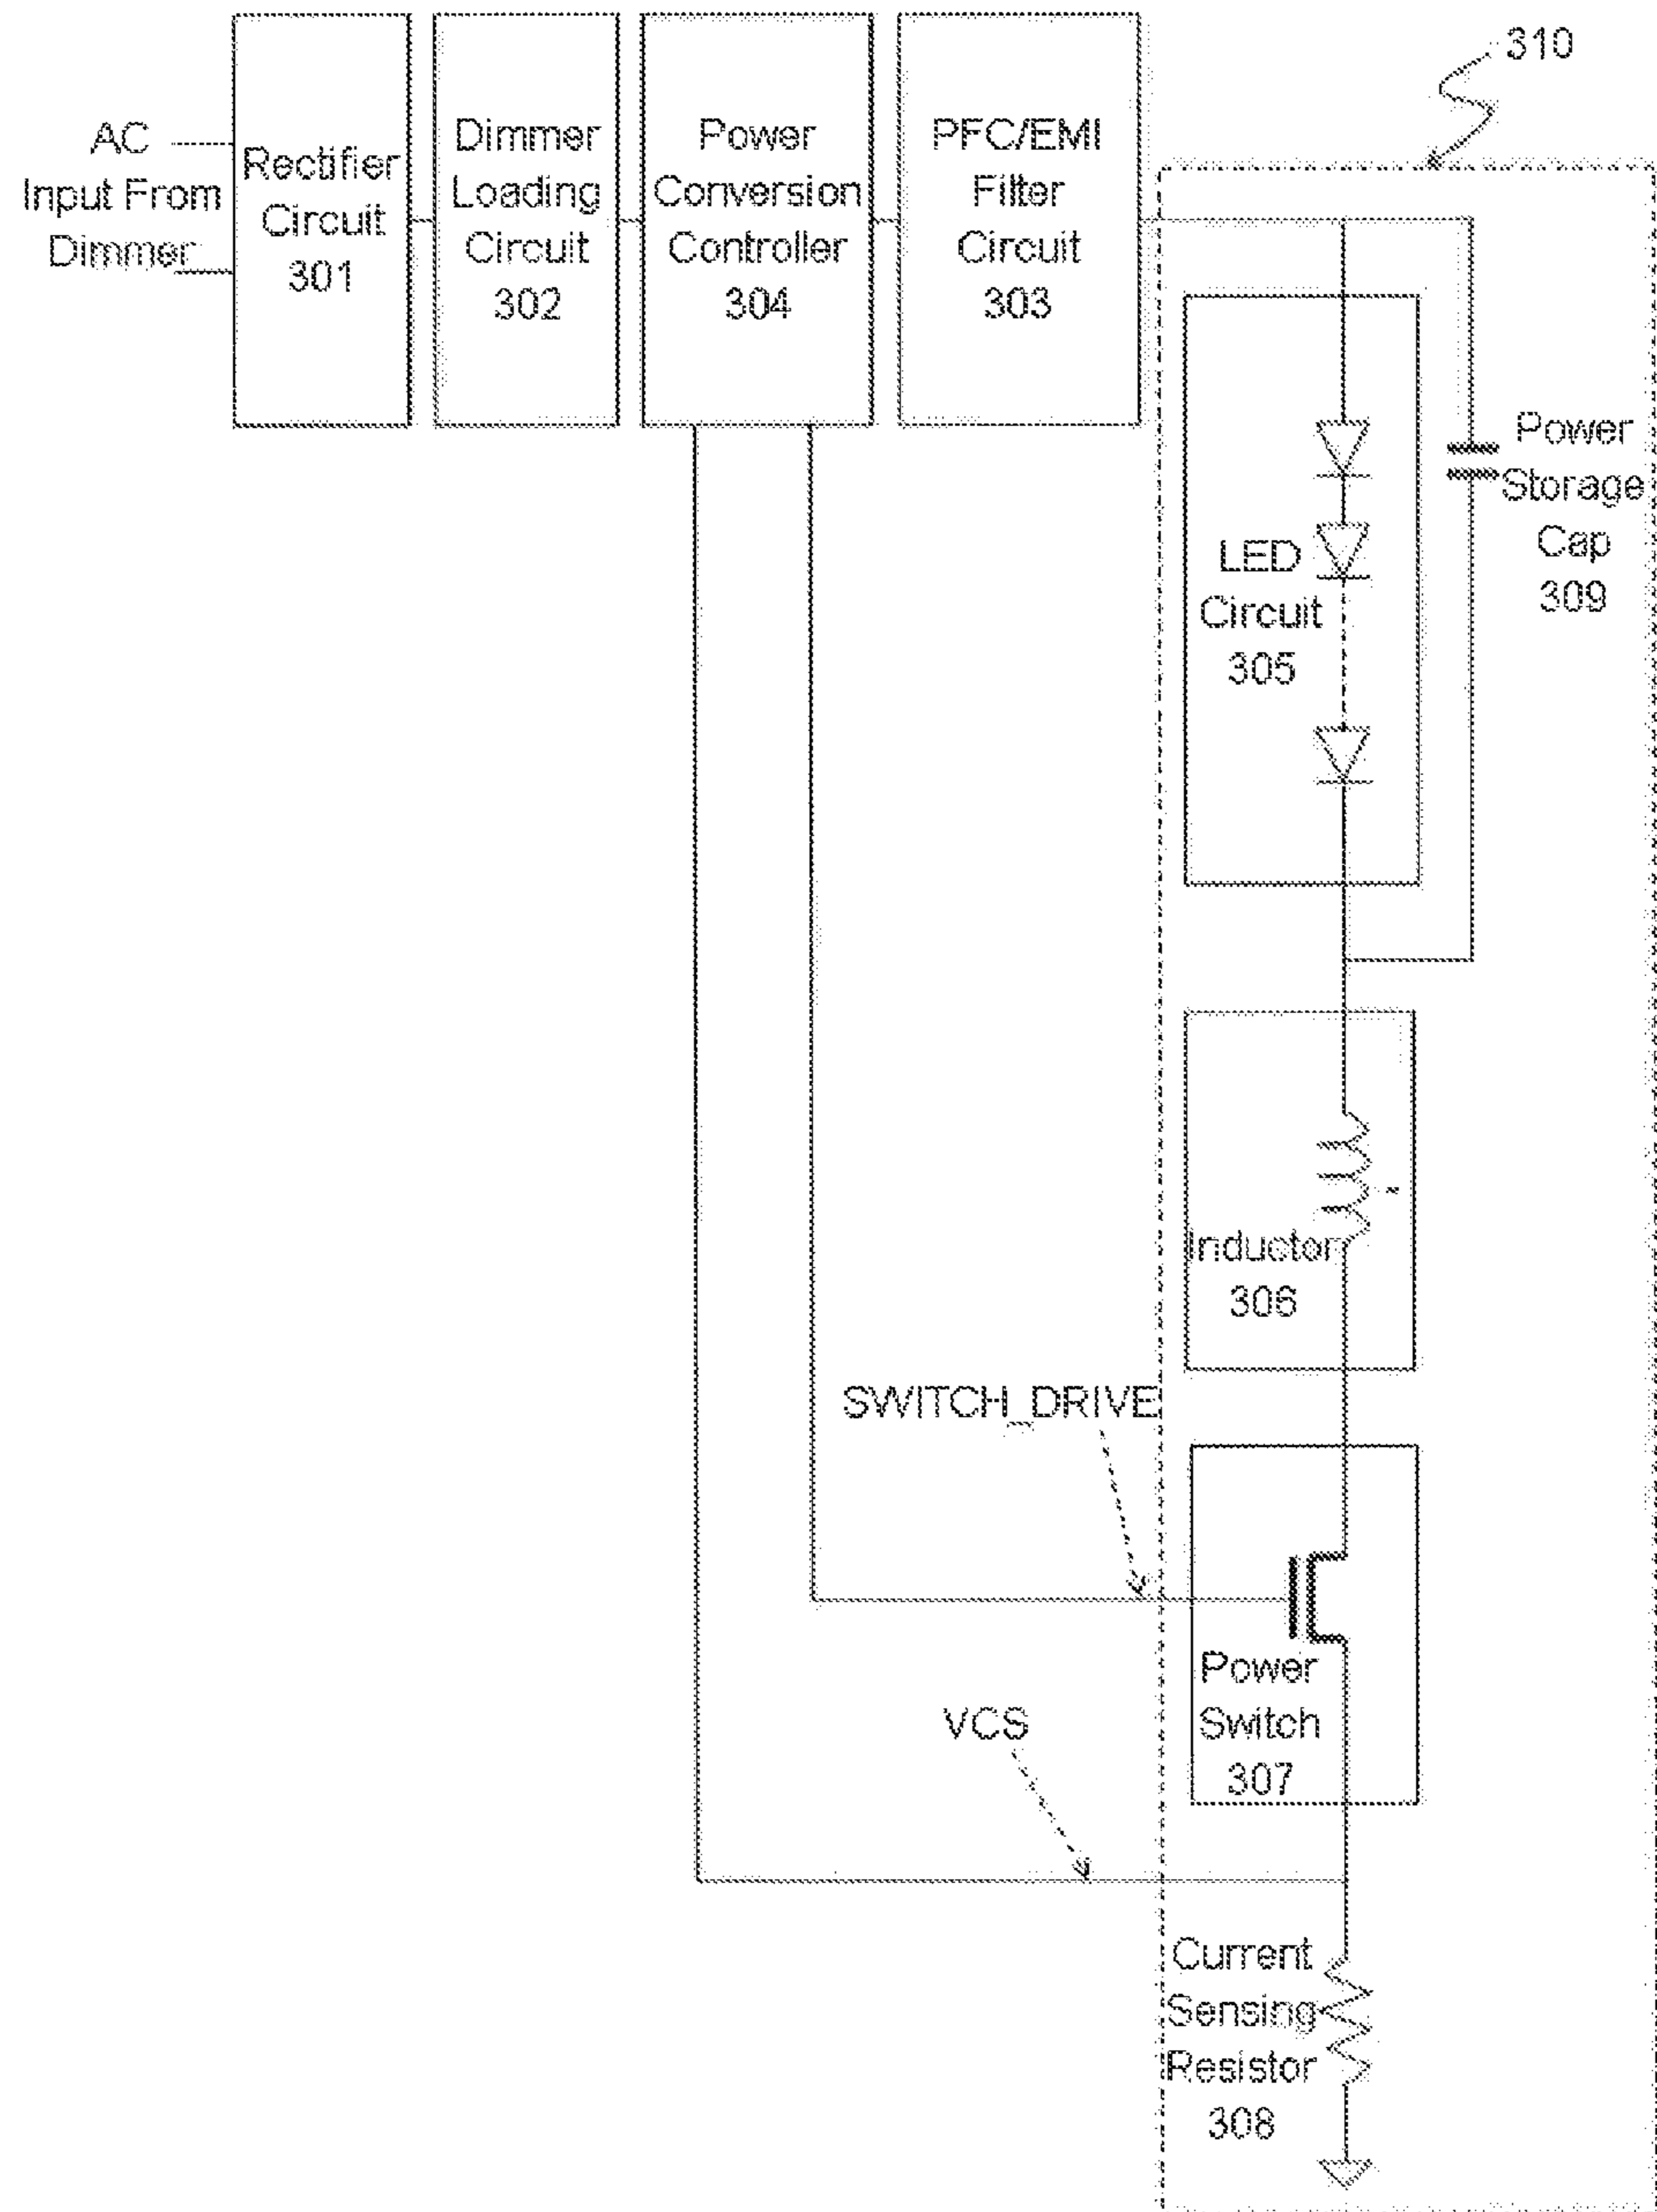 310
AC
Input From
Dimmer
Rectifier
Circuit
301
Dimmer
Loading
Circuit
302
Power
Conversion
Controller
304
PFC/EMI
Filter
Circuit
303
Power
Storage
Cap
309
LED
Circuit
305
Inductor
306
SWITCH_DRIVE
Power
Switch
307
VCS
Current
Sensing
Resistor
308